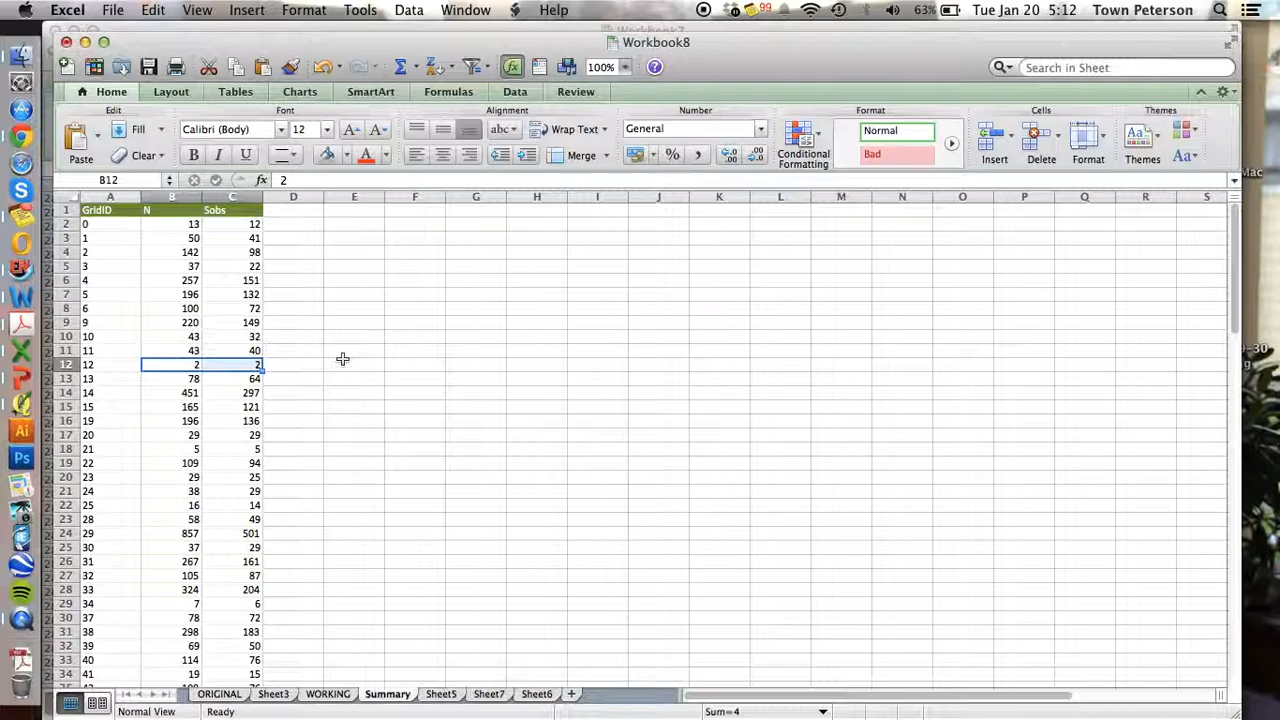 Excel File Edit View Insert Format Tools Data Window Help 99 63% Tue Jan 20 5:12 Town Peterson
Workbook7
Workbook8
100% Search in Sheet
Home Layout Tables Charts SmartArt Formulas Data Review
Edit Font Alignment Number Format Cells Themes
Paste Fill Calibri (Body) 12 abc Wrap Text General Normal
Clear B I U A Merge % Conditional Formatting Bad Insert Delete Format Themes Aa
B12 fx 2
A B C D E F G H I J K L M N O P Q R S
1 GridID N Sobs
2 0 13 12
3 1 50 41
4 2 142 98
5 3 37 22
6 4 257 151
7 5 196 132
8 6 100 72
9 9 220 149
10 10 43 32
11 11 43 40
12 12 2 2
13 13 78 64
14 14 451 297
15 15 165 121
16 19 196 136
17 20 29 29
18 21 5 5
19 22 109 94
20 23 29 25
21 24 38 29
22 25 16 14
23 28 58 49
24 29 857 501
25 30 37 29
26 31 267 161
27 32 105 87
28 33 324 204
29 34 7 6
30 37 78 72
31 38 298 183
32 39 69 50
33 40 114 76
34 41 19 15
ORIGINAL Sheet3 WORKING Summary Sheet5 Sheet7 Sheet6
Normal View Ready Sum=4